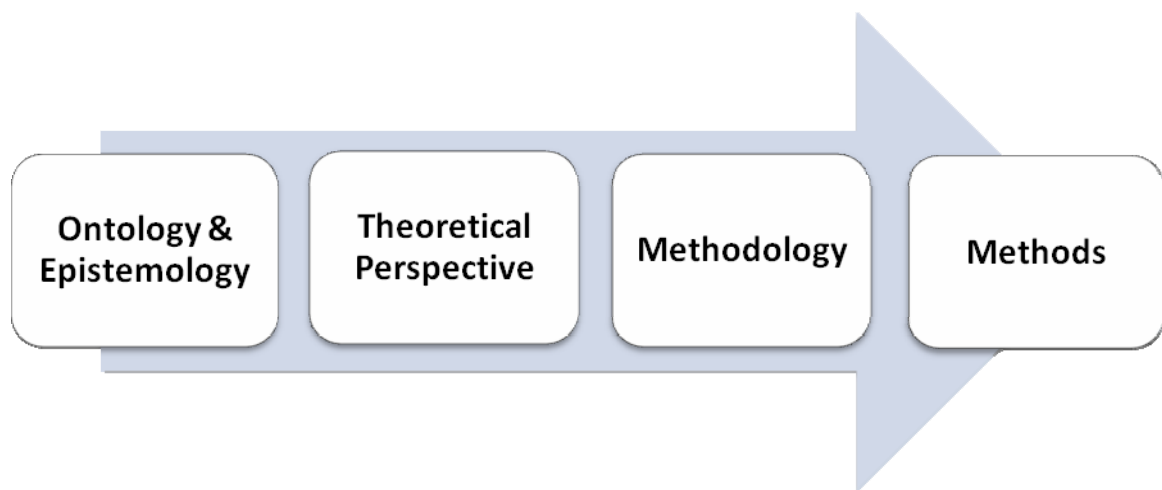 Ontology &
Epistemology
Theoretical
Perspective
Methodology
Methods